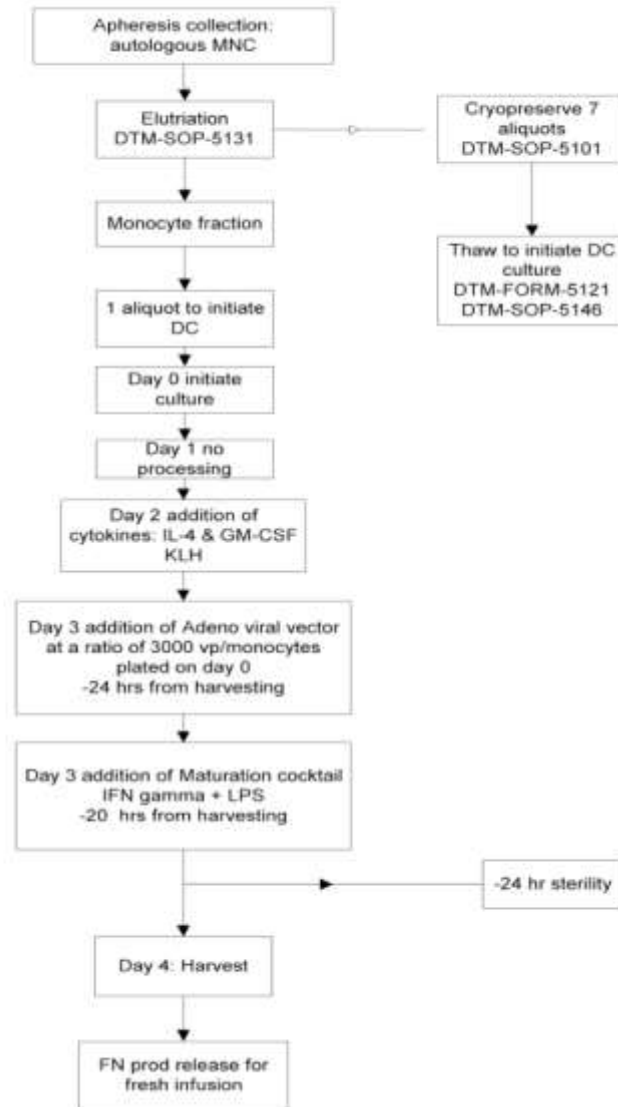 Apheresis collection:
autologous MNC
Elutriation
DTM-SOP-5131
Cryopreserve 7
aliquots
DTM-SOP-5101
Monocyte fraction
Thaw to initiate DC
culture
DTM-FORM-5121
DTM-SOP-5146
1 aliquot to initiate
DC
Day 0 initiate
culture
Day 1 no
processing
Day 2 addition of
cytokines: IL-4 & GM-CSF
KLH
Day 3 addition of Adeno viral vector
at a ratio of 3000 vp/monocytes
plated on day 0
-24 hrs from harvesting
Day 3 addition of Maturation cocktail
IFN gamma + LPS
-20 hrs from harvesting
-24 hr sterility
Day 4: Harvest
FN prod release for
fresh infusion